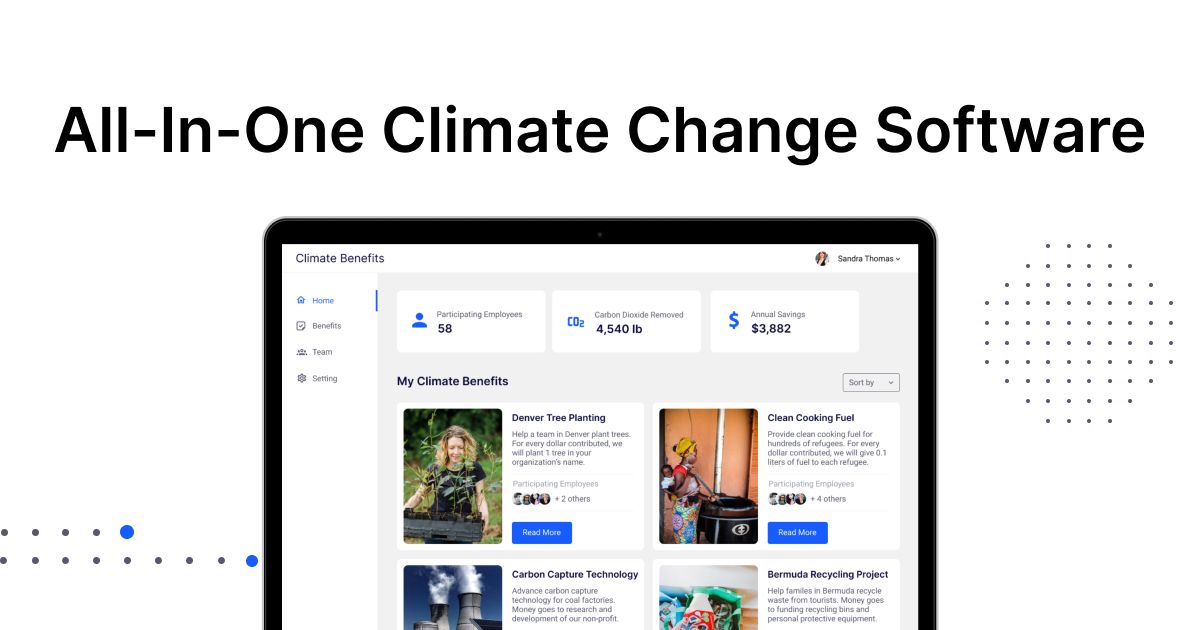 All-In-One Climate Change Software
Climate Benefits
Sandra Thomas
Home
Benefits
Team
Setting
Participating Employees
58
CO2
Carbon Dioxide Removed
4,540 lb
$
Annual Savings
$3,882
My Climate Benefits
Sort by
Denver Tree Planting
Help a team in Denver plant trees.
For every dollar contributed, we
will plant 1 tree in your
organization's name.
Participating Employees
+ 2 others
Read More
Clean Cooking Fuel
Provide clean cooking fuel for
hundreds of refugees. For every
dollar contributed, we will give 0.1
liters of fuel to each refugee.
Participating Employees
+ 4 others
Read More
Carbon Capture Technology
Advance carbon capture
technology for coal factories.
Money goes to research and
development of our non-profit.
Bermuda Recycling Project
Help familes in Bermuda recycle
waste from tourists. Money goes
to funding recycling bins and
personal protective equipment.